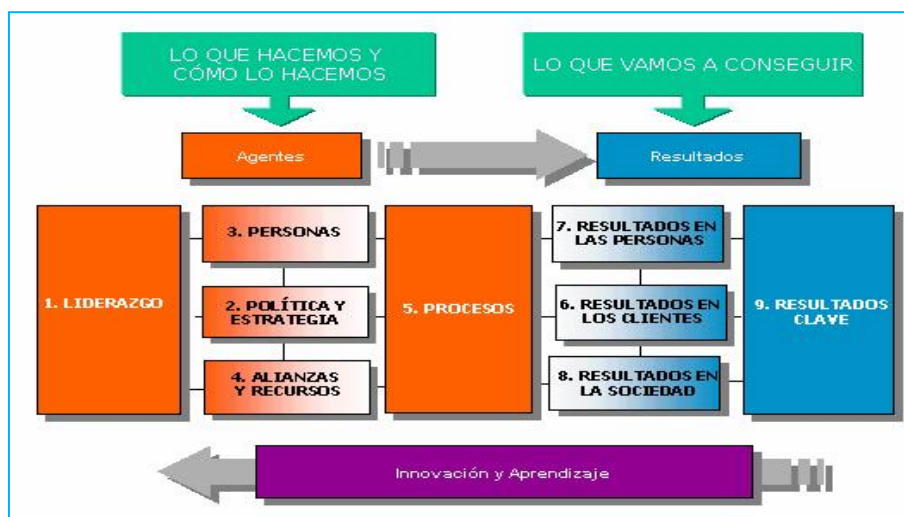 LO QUE HACEMOS Y
CÓMO LO HACEMOS
LO QUE VAMOS A CONSEGUIR
Agentes
Resultados
1. LIDERAZGO
3. PERSONAS
2. POLÍTICA Y
ESTRATEGIA
4. ALIANZAS
Y RECURSOS
5. PROCESOS
7. RESULTADOS EN
LAS PERSONAS
6. RESULTADOS EN
LOS CLIENTES
8. RESULTADOS EN
LA SOCIEDAD
9. RESULTADOS
CLAVE
Innovación y Aprendizaje